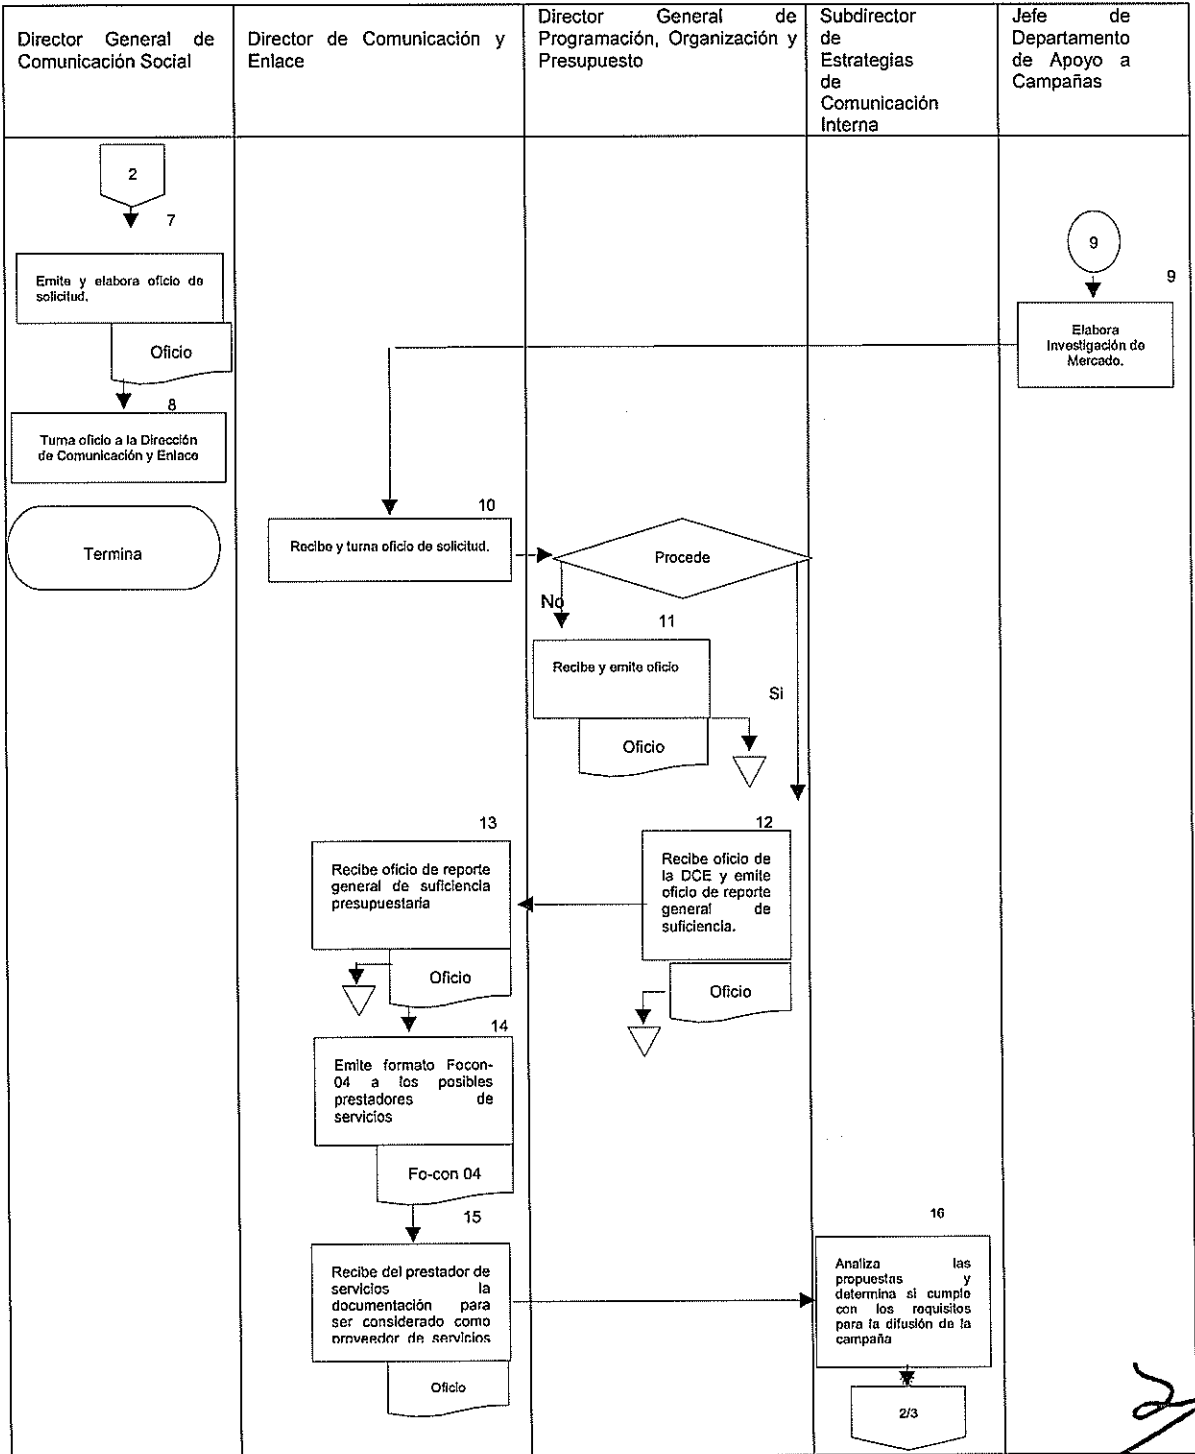 Director General de
Comunicación Social
Director de Comunicación y
Enlace
Director General de
Programación, Organización y
Presupuesto
Subdirector
de
Estrategias
de
Comunicación
Interna
Jefe de
Departamento
de Apoyo a
Campañas
2
7
Emite y elabora oficio de
solicitud.
Oficio
8
Turna oficio a la Dirección
de Comunicación y Enlace
Termina
9
9
Elabora
Investigación de
Mercado.
10
Recibe y turna oficio de solicitud.
Procede
No
11
Recibe y emite oficio
Oficio
Si
12
Recibe oficio de
la DCE y emite
oficio de reporte
general de
suficiencia.
Oficio
13
Recibe oficio de reporte
general de suficiencia
presupuestaria
Oficio
14
Emite formato Focon-
04 a los posibles
prestadores de
servicios
Fo-con 04
15
Recibe del prestador de
servicios la
documentación para
ser considerado como
proveedor de servicios
Oficio
16
Analiza las
propuestas y
determina si cumple
con los requisitos
para la difusión de la
campaña
2/3